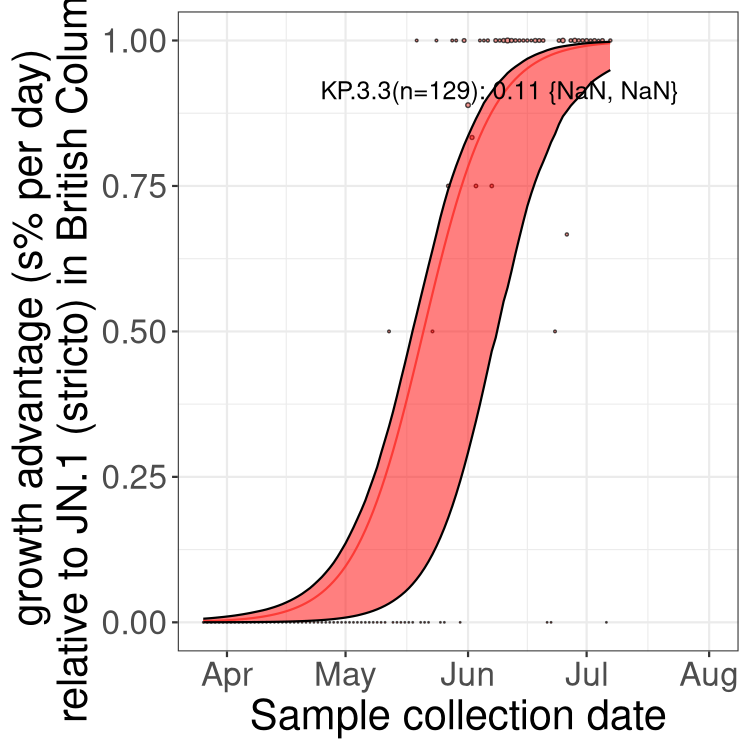 growth advantage (s% per day)
relative to JN.1 (stricto) in British Colum
1.00
0.75
0.50
0.25
0.00
KP.3.3(n=129): 0.11 {NaN, NaN}
Apr May Jun Jul Aug
Sample collection date